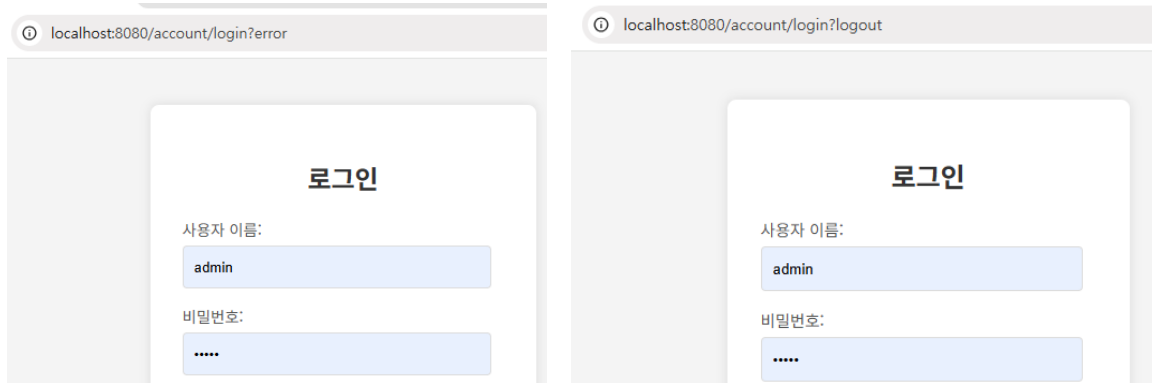 localhost:8080/account/login?error
로그인
사용자 이름:
admin
비밀번호:
•••••
localhost:8080/account/login?logout
로그인
사용자 이름:
admin
비밀번호:
•••••